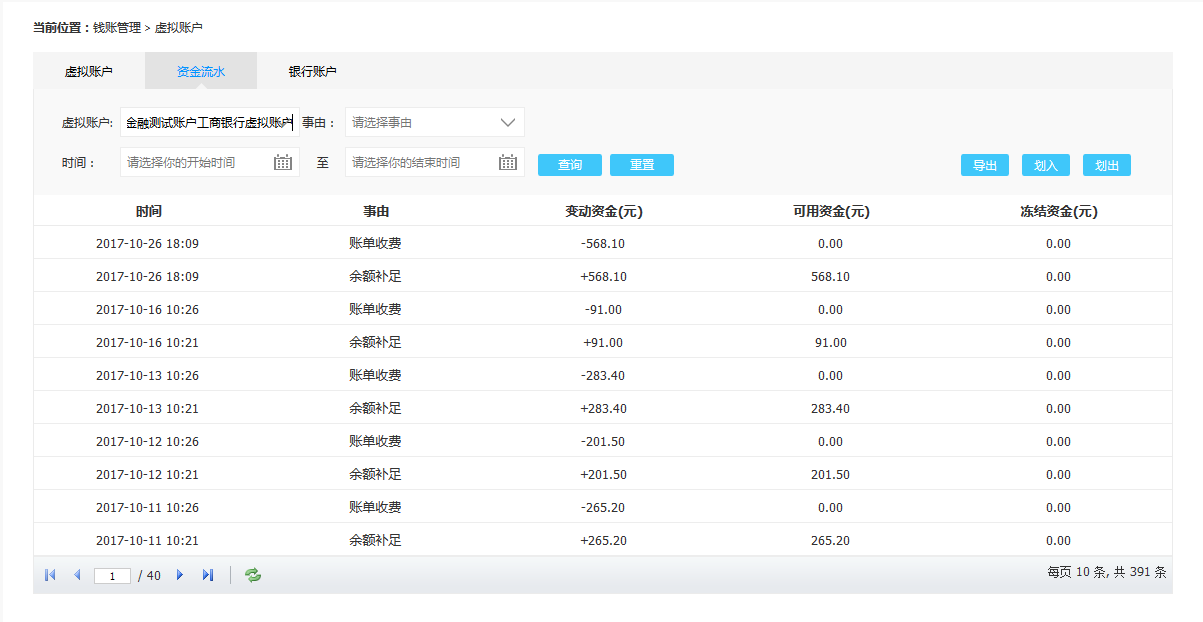 当前位置：钱账管理 > 虚拟账户
虚拟账户 资金流水 银行账户
虚拟账户: 金融测试账户工商银行虚拟账户 事由： 请选择事由
时间： 请选择你的开始时间 至 请选择你的结束时间 查询 重置 导出 划入 划出
时间 事由 变动资金(元) 可用资金(元) 冻结资金(元)
2017-10-26 18:09 账单收费 -568.10 0.00 0.00
2017-10-26 18:09 余额补足 +568.10 568.10 0.00
2017-10-16 10:26 账单收费 -91.00 0.00 0.00
2017-10-16 10:21 余额补足 +91.00 91.00 0.00
2017-10-13 10:26 账单收费 -283.40 0.00 0.00
2017-10-13 10:21 余额补足 +283.40 283.40 0.00
2017-10-12 10:26 账单收费 -201.50 0.00 0.00
2017-10-12 10:21 余额补足 +201.50 201.50 0.00
2017-10-11 10:26 账单收费 -265.20 0.00 0.00
2017-10-11 10:21 余额补足 +265.20 265.20 0.00
1 / 40 每页 10 条, 共 391 条